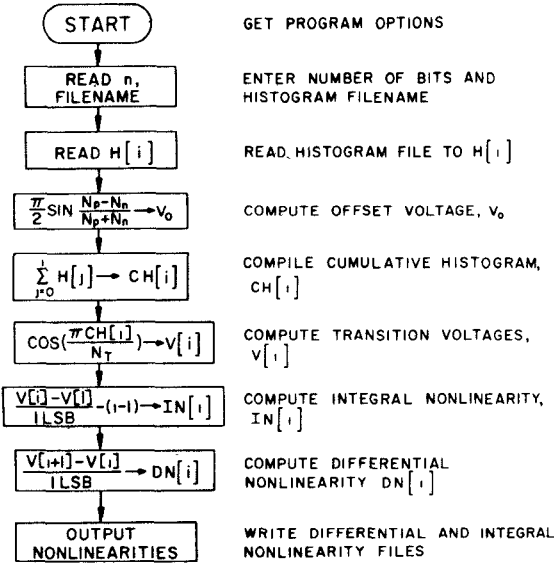 START
GET PROGRAM OPTIONS
READ n,
FILENAME
ENTER NUMBER OF BITS AND
HISTOGRAM FILENAME
READ H[i]
READ HISTOGRAM FILE TO H[ı]
π/2 SIN Np-Nn/Np+Nn → Vo
COMPUTE OFFSET VOLTAGE, Vo
i∑j=0 H[j] → CH[i]
COMPILE CUMULATIVE HISTOGRAM,
CH[ı]
COS(πCH[ı]/NT) → V[i]
COMPUTE TRANSITION VOLTAGES,
V[ı]
V[i]-V[1]/1LSB -(ı-1) → IN[ı]
COMPUTE INTEGRAL NONLINEARITY,
IN[ı]
V[ı+1]-V[ı]/1LSB → DN[i]
COMPUTE DIFFERENTIAL
NONLINEARITY DN[ı]
OUTPUT
NONLINEARITIES
WRITE DIFFERENTIAL AND INTEGRAL
NONLINEARITY FILES